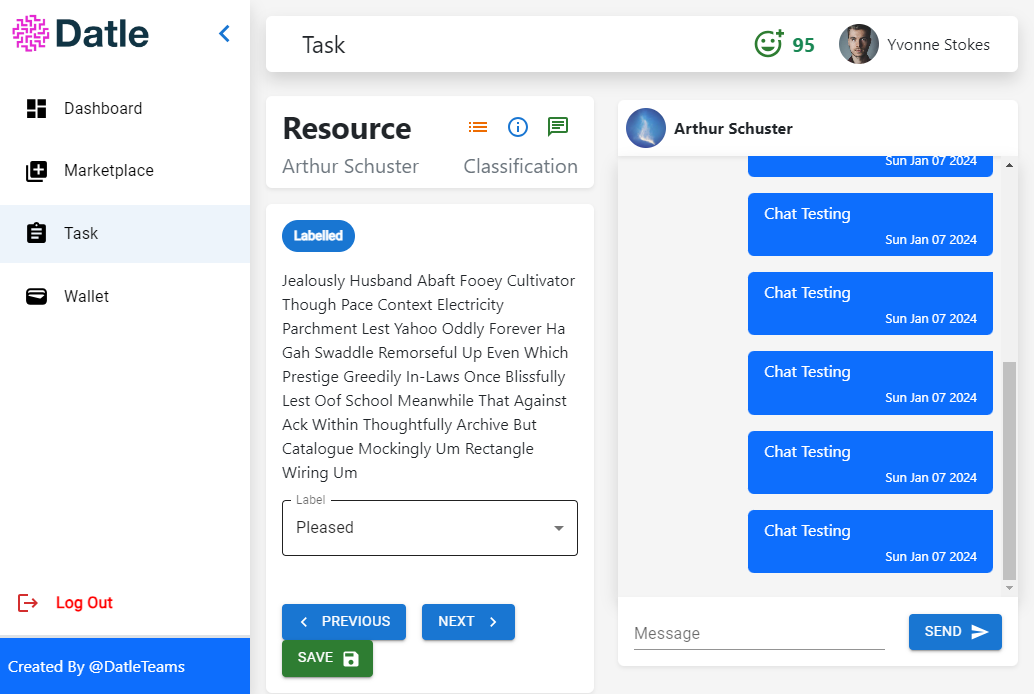 Datle
Dashboard
Marketplace
Task
Wallet
Log Out
Created By @DatleTeams
Task
95
Yvonne Stokes
Resource
Arthur Schuster
Classification
Labelled
Jealously Husband Abaft Fooey Cultivator
Though Pace Context Electricity
Parchment Lest Yahoo Oddly Forever Ha
Gah Swaddle Remorseful Up Even Which
Prestige Greedily In-Laws Once Blissfully
Lest Oof School Meanwhile That Against
Ack Within Thoughtfully Archive But
Catalogue Mockingly Um Rectangle
Wiring Um
Label
Pleased
PREVIOUS
NEXT
SAVE
Arthur Schuster
Sun Jan 07 2024
Chat Testing
Sun Jan 07 2024
Chat Testing
Sun Jan 07 2024
Chat Testing
Sun Jan 07 2024
Chat Testing
Sun Jan 07 2024
Chat Testing
Sun Jan 07 2024
Message
SEND